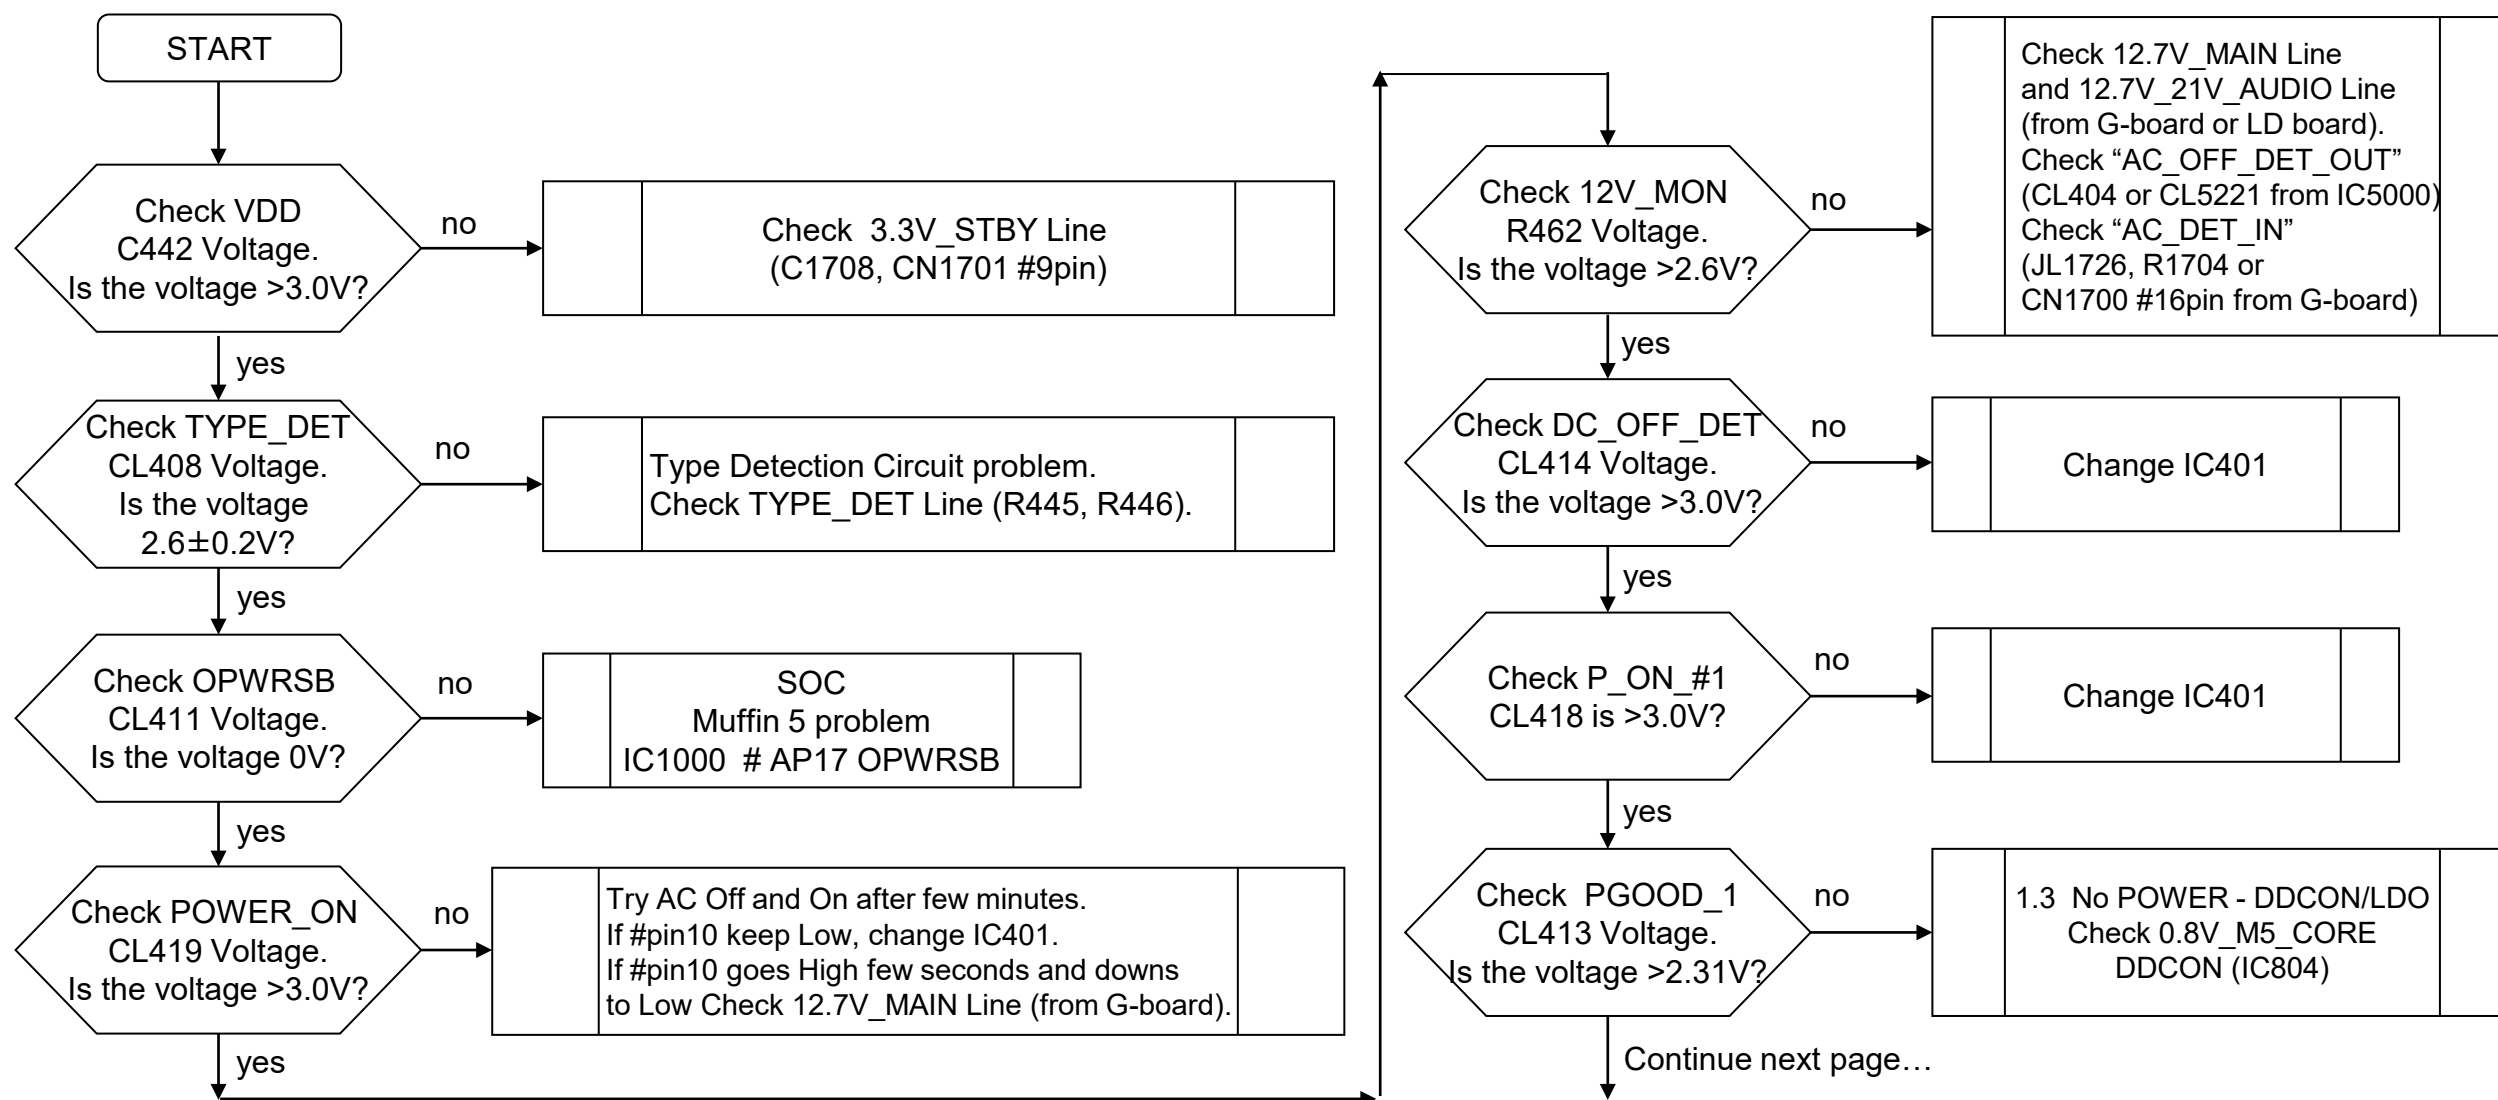 START
Check VDD
C442 Voltage.
Is the voltage >3.0V?
no
Check  3.3V_STBY Line
(C1708, CN1701 #9pin)
yes
Check TYPE_DET
CL408 Voltage.
Is the voltage
2.6±0.2V?
no
Type Detection Circuit problem.
Check TYPE_DET Line (R445, R446).
yes
Check OPWRSB
CL411 Voltage.
Is the voltage 0V?
no
SOC
Muffin 5 problem
IC1000  # AP17 OPWRSB
yes
Check POWER_ON
CL419 Voltage.
Is the voltage >3.0V?
no
Try AC Off and On after few minutes.
If #pin10 keep Low, change IC401.
If #pin10 goes High few seconds and downs
to Low Check 12.7V_MAIN Line (from G-board).
yes
Check 12V_MON
R462 Voltage.
Is the voltage >2.6V?
no
Check 12.7V_MAIN Line
and 12.7V_21V_AUDIO Line
(from G-board or LD board).
Check “AC_OFF_DET_OUT”
(CL404 or CL5221 from IC5000)
Check “AC_DET_IN”
(JL1726, R1704 or
CN1700 #16pin from G-board)
yes
Check DC_OFF_DET
CL414 Voltage.
Is the voltage >3.0V?
no
Change IC401
yes
Check P_ON_#1
CL418 is >3.0V?
no
Change IC401
yes
Check  PGOOD_1
CL413 Voltage.
Is the voltage >2.31V?
no
1.3  No POWER - DDCON/LDO
Check 0.8V_M5_CORE
DDCON (IC804)
Continue next page…